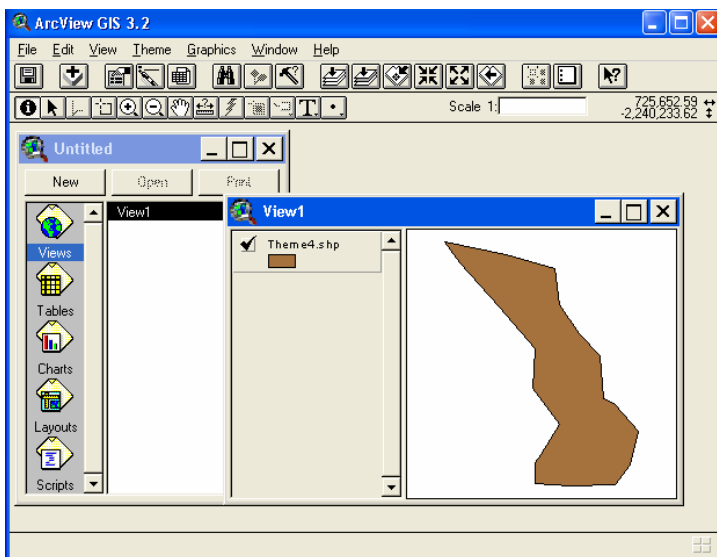 ArcView GIS 3.2
File Edit View Theme Graphics Window Help
Scale 1:
725,652.59
-2,240,233.62
Untitled
New Open Print
View1
Views
Tables
Charts
Layouts
Scripts
View1
Theme4.shp